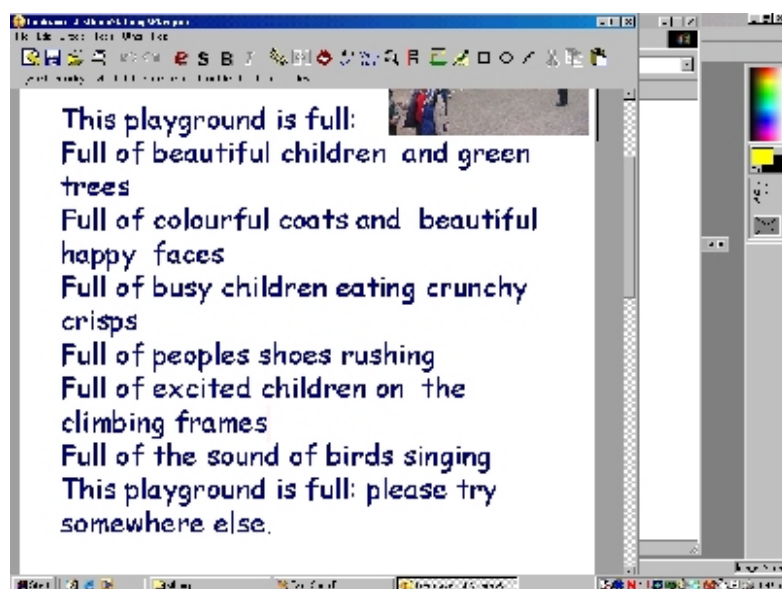 This playground is full:
Full of beautiful children and green
trees
Full of colourful coats and beautiful
happy faces
Full of busy children eating crunchy
crisps
Full of peoples shoes rushing
Full of excited children on the
climbing frames
Full of the sound of birds singing
This playground is full: please try
somewhere else.